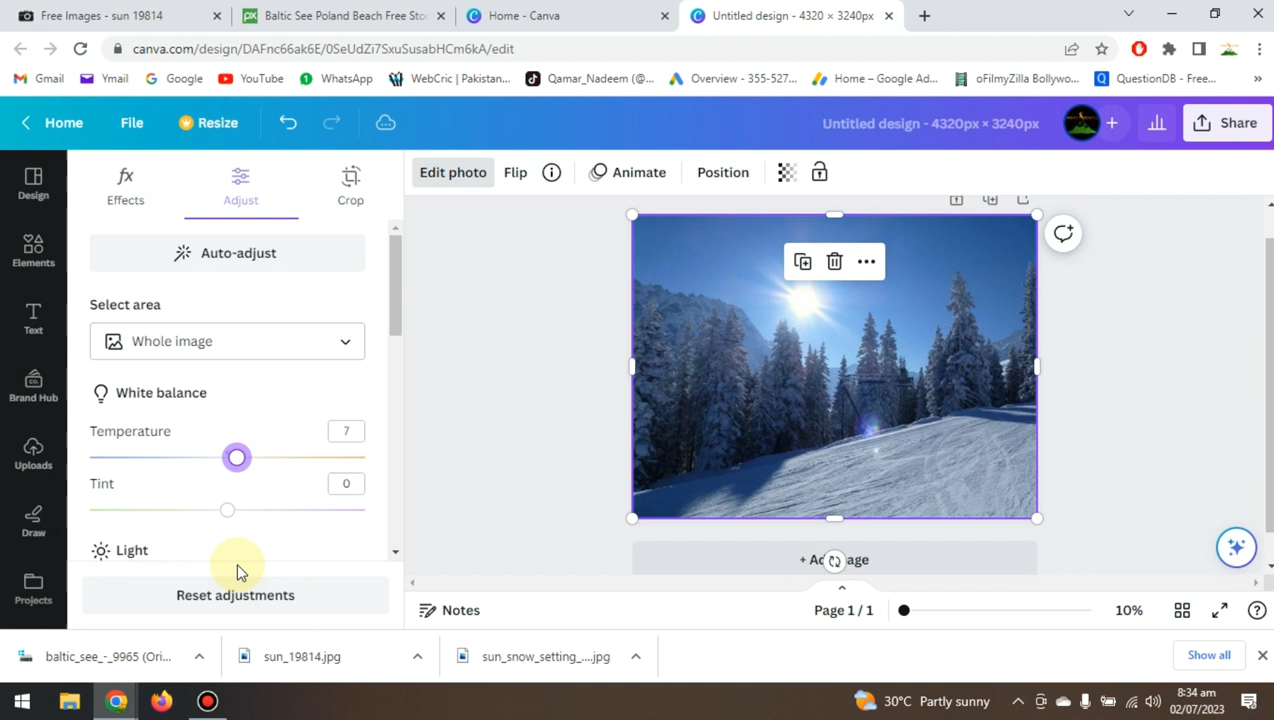 Free Images - sun 19814
Baltic See Poland Beach Free Sto
Home - Canva
Untitled design - 4320 × 3240px
canva.com/design/DAFnc66ak6E/0SeUdZi7SxuSusabHCm6kA/edit
Gmail
Ymail
Google
YouTube
WhatsApp
WebCric | Pakistan...
Qamar_Nadeem (@...
Overview - 355-527...
Home – Google Ad...
oFilmyZilla Bollywo...
QuestionDB - Free...
»
Home
File
Resize
Untitled design - 4320px × 3240px
Share
Design
Elements
Text
Brand Hub
Uploads
Draw
Projects
Effects
Adjust
Crop
Auto-adjust
Select area
Whole image
White balance
Temperature
7
Tint
0
Light
Reset adjustments
Edit photo
Flip
Animate
Position
+ Add page
Notes
Page 1 / 1
10%
baltic_see_-_9965 (Ori...
sun_19814.jpg
sun_snow_setting_....jpg
Show all
30°C Partly sunny
8:34 am
02/07/2023